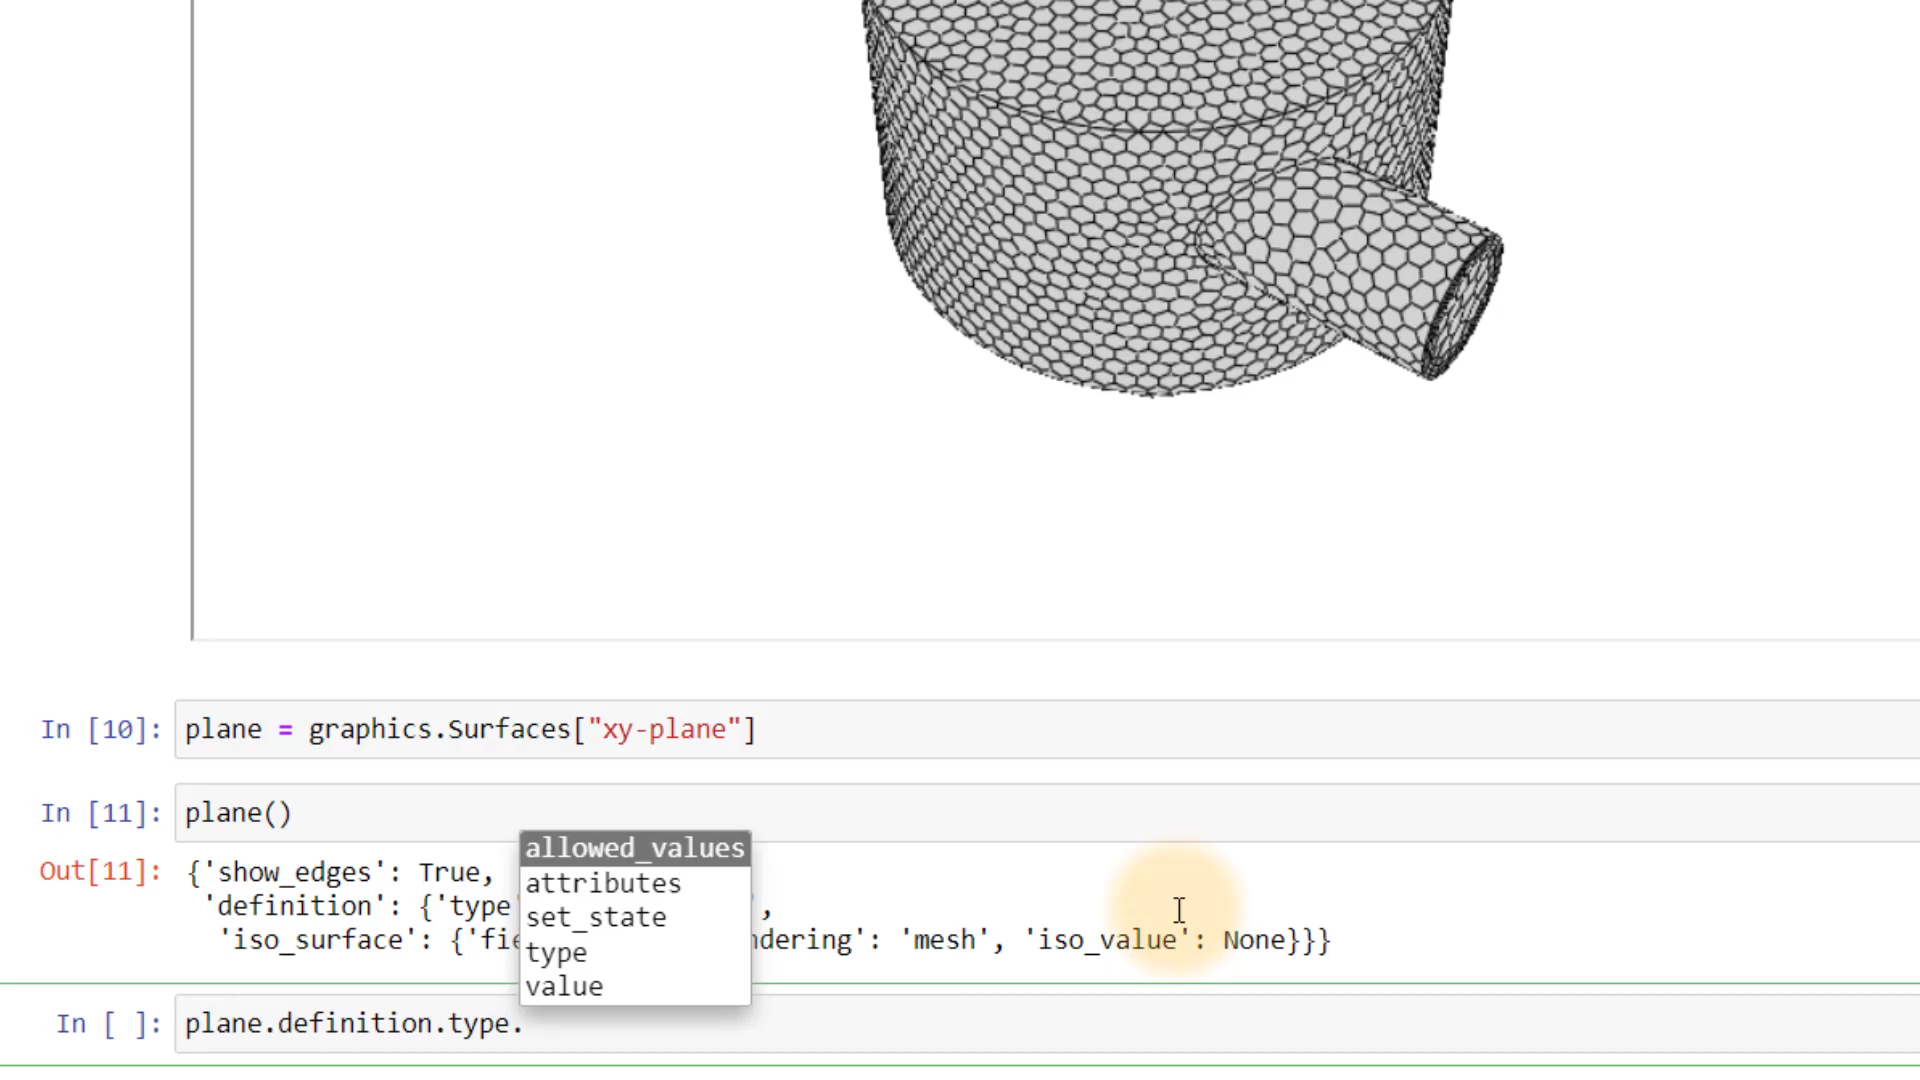 In [10]: plane = graphics.Surfaces["xy-plane"]
In [11]: plane()
Out[11]: {'show_edges': True,
'definition': {'type' ,
'iso_surface': {'fie ndering': 'mesh', 'iso_value': None}}}
allowed_values
attributes
set_state
type
value
In [ ]: plane.definition.type.